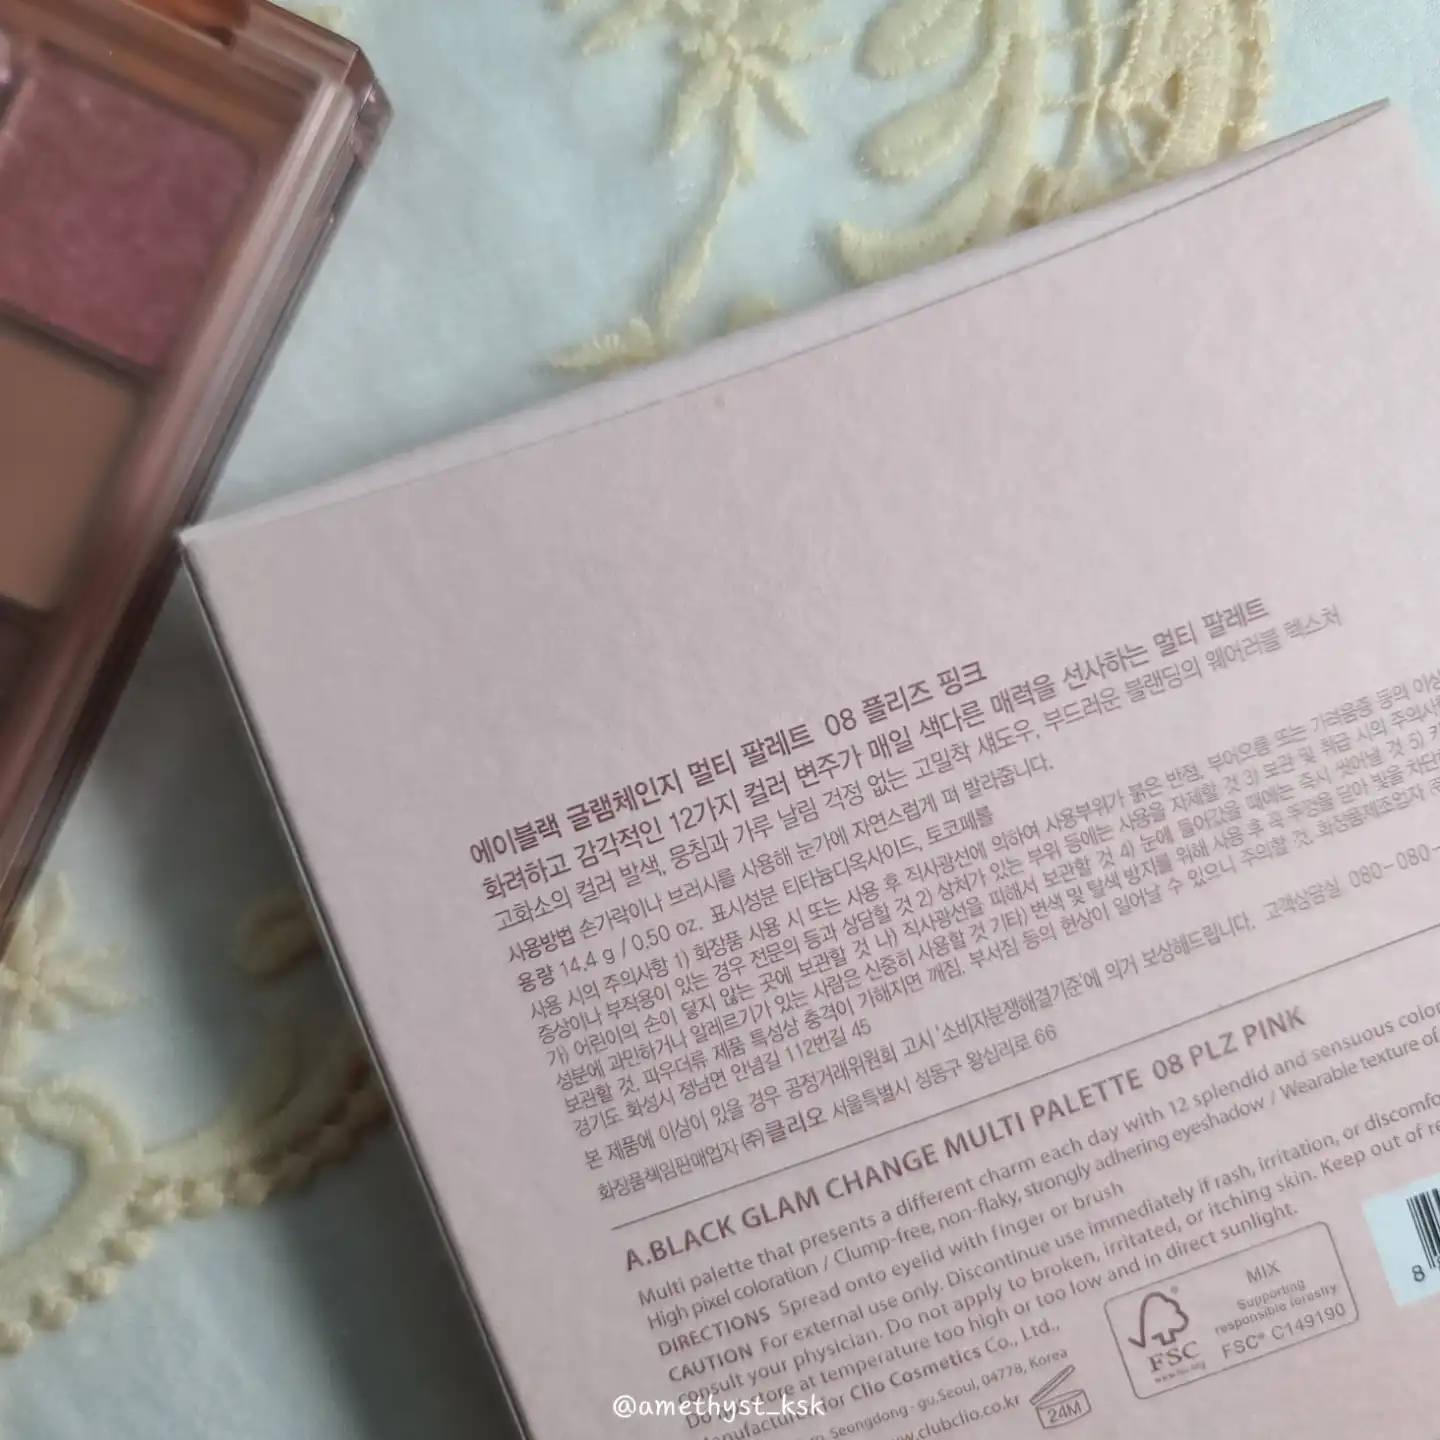 에이블랙 글램체인지 멀티 팔레트 08 플리즈 핑크
화려하고 감각적인 12가지 컬러 변주가 매일 색다른 매력을 선사하는 멀티 팔레트
고화소의 컬러 발색, 뭉침과 가루 날림 걱정 없는 고밀착 섀도우, 부드러운 블랜딩의 웨어러블 텍스처
사용방법 손가락이나 브러시를 사용해 눈가에 자연스럽게 펴 발라줍니다.
용량 14.4 g / 0.50 oz. 표시성분 티타늄디옥사이드, 토코페롤
사용 시의 주의사항 1) 화장품 사용 시 또는 사용 후 직사광선에 의하여 사용부위가 붉은 반점, 부어오름 또는 가려움증 등의 이상
증상이나 부작용이 있는 경우 전문의 등과 상담할 것 2) 상처가 있는 부위 등에는 사용을 자제할 것 3) 보관 및 취급 시의 주의사항
가) 어린이의 손이 닿지 않는 곳에 보관할 것 나) 직사광선을 피해서 보관할 것 4) 눈에 들어갔을 때에는 즉시 씻어낼 것 5)
성분에 과민하거나 알레르기가 있는 사람은 신중히 사용할 것 기타) 변색 및 탈색 방지를 위해 사용 후 꼭 뚜껑을 닫아 빛을 차단
보관할 것, 파우더류 제품 특성상 충격이 가해지면 깨짐, 부서짐 등의 현상이 일어날 수 있으니 주의할 것, 화장품제조업자
경기도 화성시 정남면 안녕길 112번길 45
본 제품에 이상이 있을 경우 공정거래위원회 고시 '소비자분쟁해결기준'에 의거 보상해드립니다. 고객상담실 080-080-
화장품책임판매업자 (주)클리오 서울특별시 성동구 왕십리로 66
A.BLACK GLAM CHANGE MULTI PALETTE 08 PLZ PINK
Multi palette that presents a different charm each day with 12 splendid and sensuous color
High pixel coloration / Clump-free, non-flaky, strongly adhering eyeshadow / Wearable texture of
DIRECTIONS Spread onto eyelid with finger or brush
CAUTION For external use only. Discontinue use immediately if rash, irritation, or discomfo
consult your physician. Do not apply to broken, irritated, or itching skin. Keep out of re
Do not store at temperature too high or too low and in direct sunlight.
Manufactured for Clio Cosmetics Co., Ltd.,
Seongdong-gu, Seoul, 04778, Korea
www.clubclio.co.kr
24M
FSC
MIX
Supporting
responsible forestry
FSC® C149190
8
@amethyst_ksk